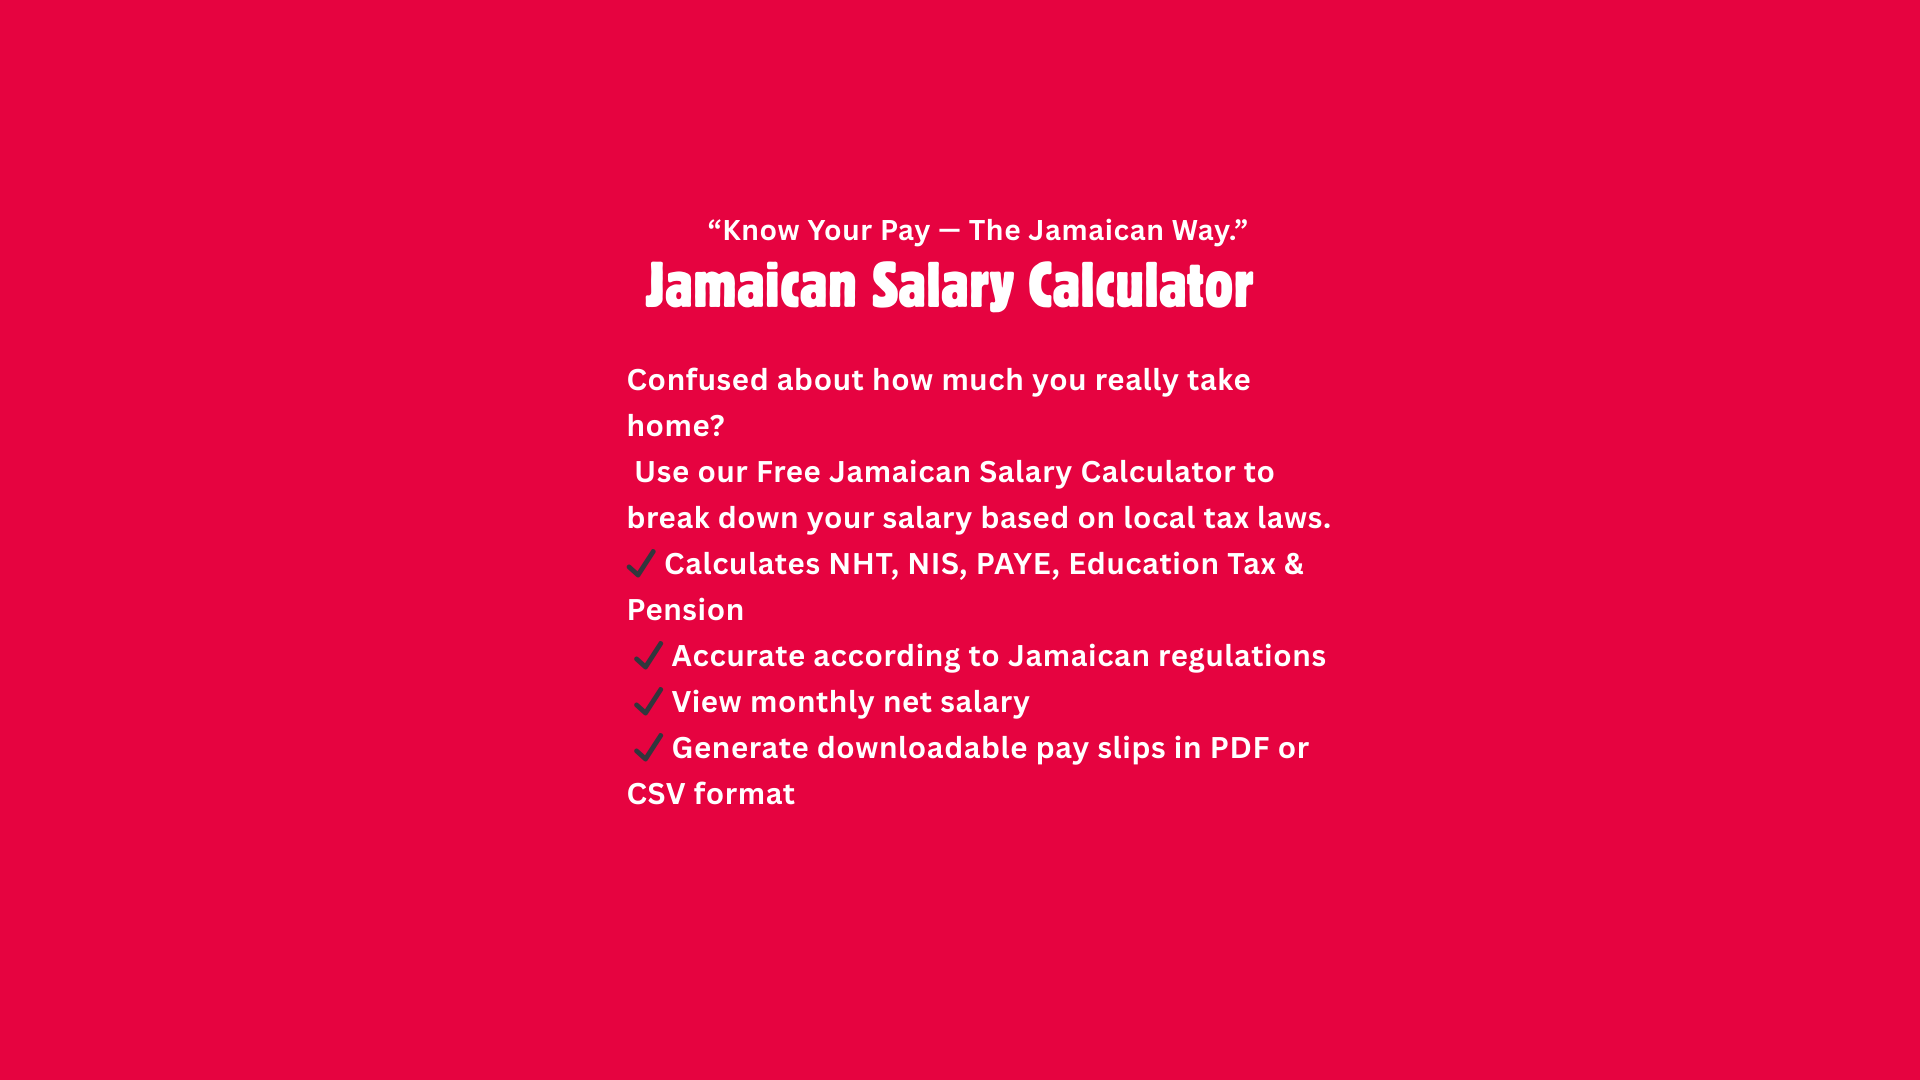 “Know Your Pay — The Jamaican Way.”
Jamaican Salary Calculator
Confused about how much you really take
home?
Use our Free Jamaican Salary Calculator to
break down your salary based on local tax laws.
✔ Calculates NHT, NIS, PAYE, Education Tax &
Pension
✔ Accurate according to Jamaican regulations
✔ View monthly net salary
✔ Generate downloadable pay slips in PDF or
CSV format